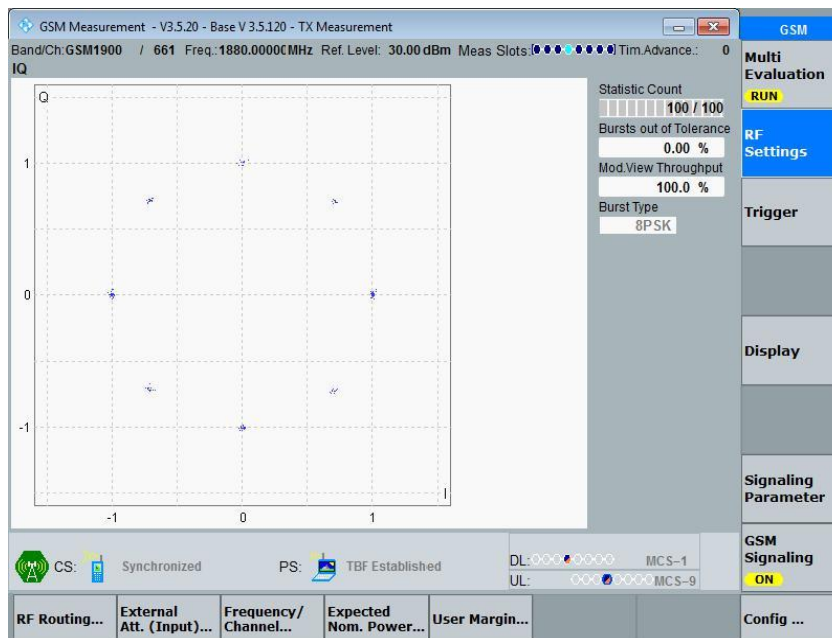 GSM Measurement - V3.5.20 - Base V 3.5.120 - TX Measurement
GSM
Band/Ch:GSM1900 / 661 Freq.:1880.0000(MHz Ref. Level: 30.00 dBm Meas Slots: Tim.Advance.: 0
IQ
Multi
Evaluation
RUN
Statistic Count
100 / 100
Bursts out of Tolerance
0.00 %
Mod.View Throughput
100.0 %
Burst Type
8PSK
Q
1
0
-1
I
-1 0 1
RF
Settings
Trigger
Display
Signaling
Parameter
GSM
Signaling
ON
CS: Synchronized PS: TBF Established
DL: MCS-1
UL: MCS-9
RF Routing...
External
Att. (Input)...
Frequency/
Channel...
Expected
Nom. Power...
User Margin...
Config ...